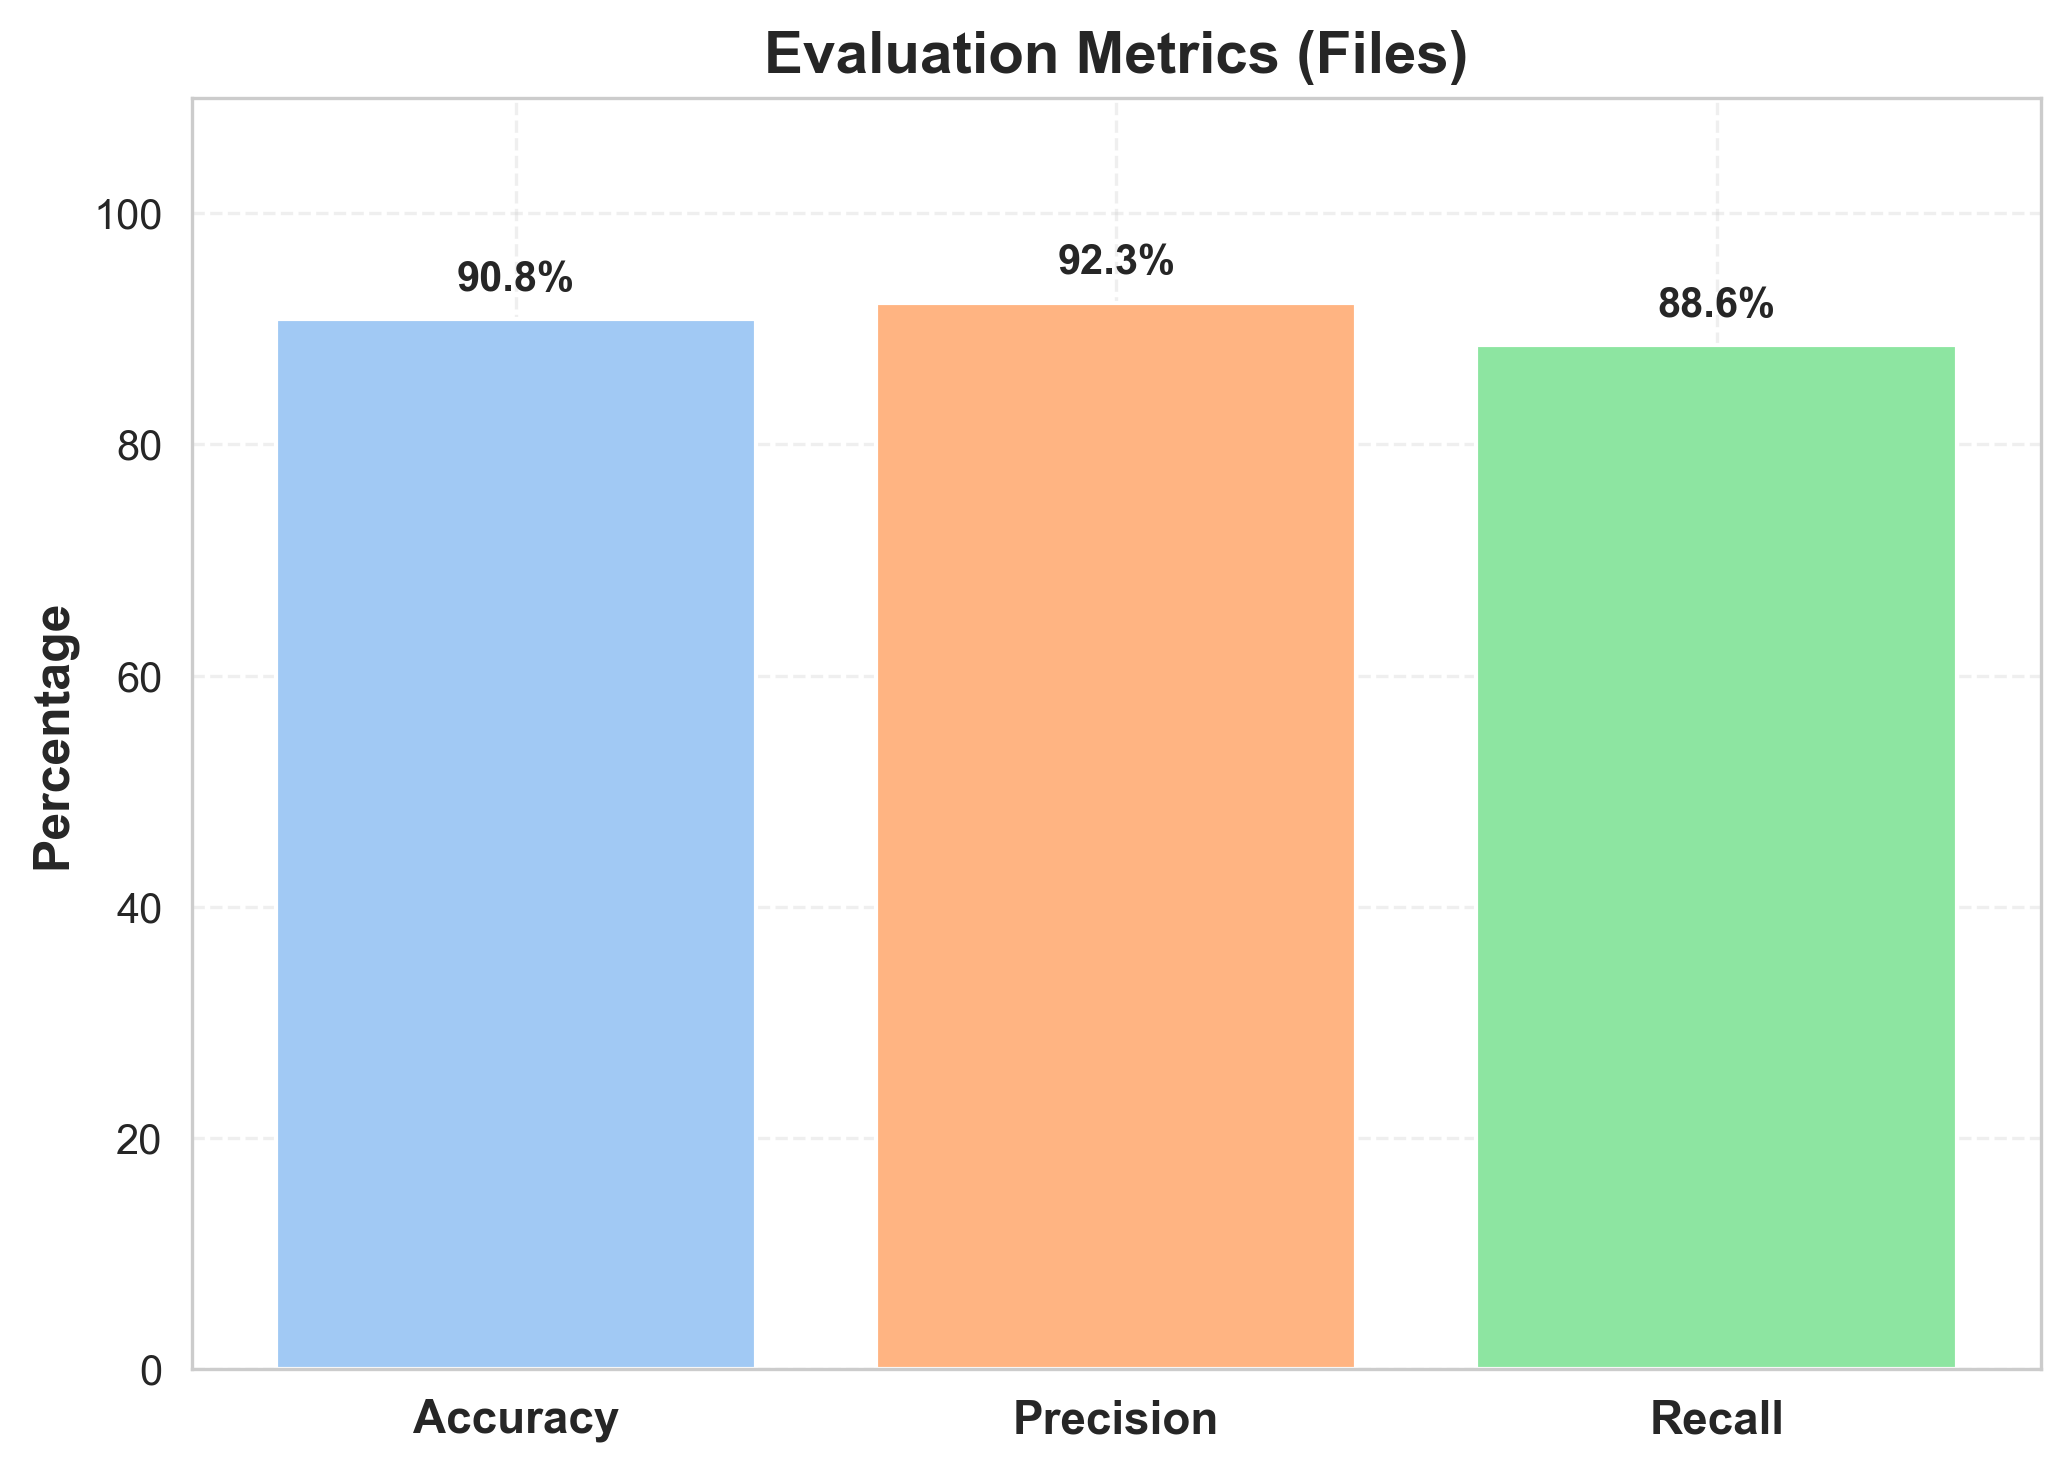 Evaluation Metrics (Files)
Percentage
100
80
60
40
20
0
90.8%
92.3%
88.6%
Accuracy
Precision
Recall